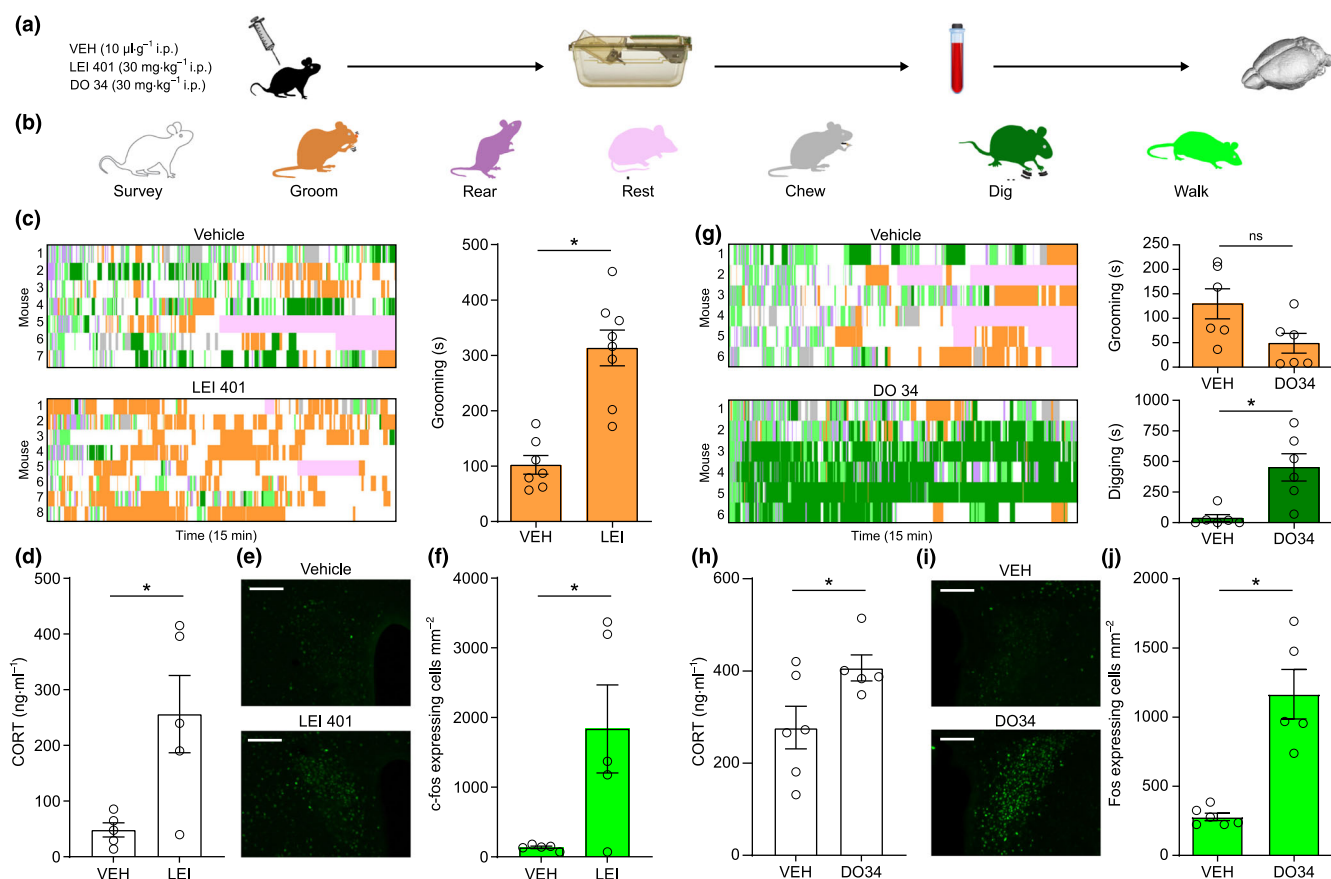 (a)
VEH (10 µl·g⁻¹ i.p.)
LEI 401 (30 mg·kg⁻¹ i.p.)
DO 34 (30 mg·kg⁻¹ i.p.)
(b)
Survey Groom Rear Rest Chew Dig Walk
(c)
Vehicle
Mouse
1
2
3
4
5
6
7
LEI 401
Mouse
1
2
3
4
5
6
7
8
Time (15 min)
Grooming (s)
500
400
300
200
100
0
*
VEH LEI
(g)
Vehicle
Mouse
1
2
3
4
5
6
DO 34
Mouse
1
2
3
4
5
6
Time (15 min)
Grooming (s)
250
200
150
100
50
0
ns
VEH DO34
Digging (s)
1000
750
500
250
0
*
VEH DO34
(d)
CORT (ng·ml⁻¹)
500
400
300
200
100
0
*
VEH LEI
(e)
Vehicle
LEI 401
(f)
c-fos expressing cells mm⁻²
4000
3000
2000
1000
0
*
VEH LEI
(h)
CORT (ng·ml⁻¹)
600
400
200
0
*
VEH DO34
(i)
VEH
DO34
(j)
Fos expressing cells mm⁻²
2000
1500
1000
500
0
*
VEH DO34